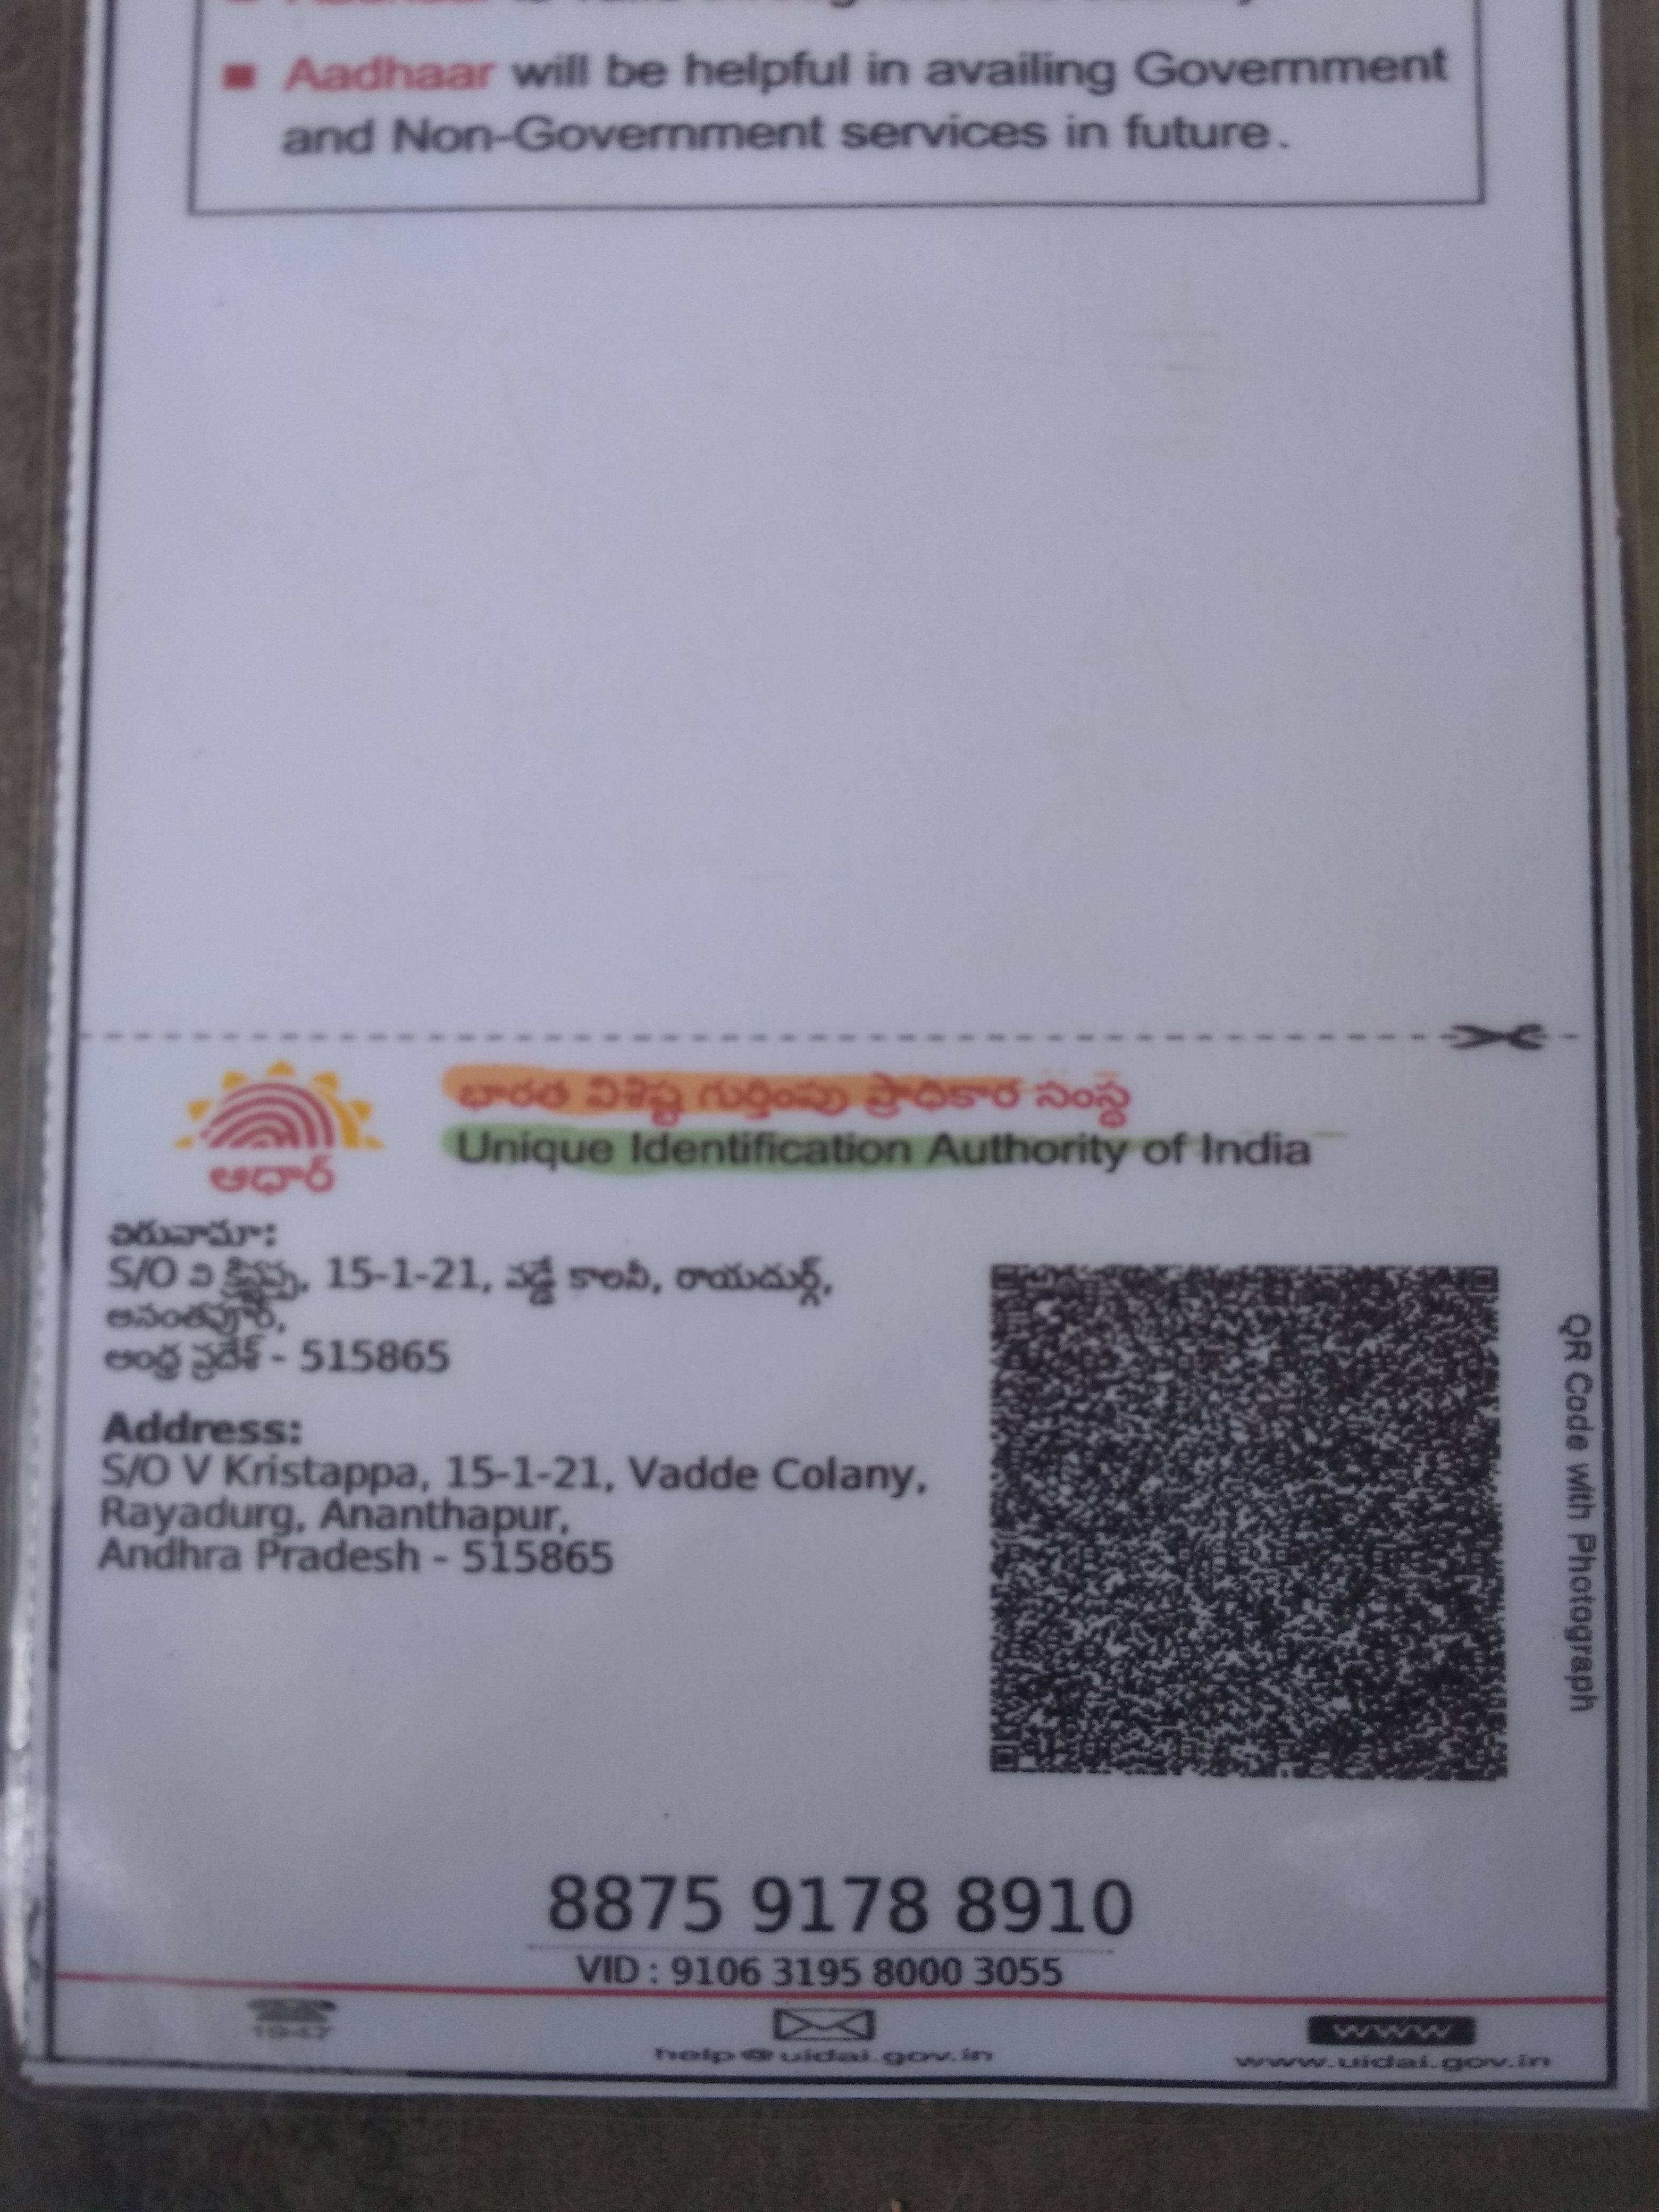 Aadhaar will be helpful in availing Government
and Non-Government services in future.
భారత విశిష్ట గుర్తింపు ప్రాధికార సంస్థ
Unique Identification Authority of India
ఆధార్
చిరునామా:
S/O వి క్రిష్టప్ప, 15-1-21, వడ్డే కాలనీ, రాయదుర్గ్,
అనంతపూర్,
ఆంధ్ర ప్రదేశ్ - 515865
Address:
S/O V Kristappa, 15-1-21, Vadde Colany,
Rayadurg, Ananthapur,
Andhra Pradesh - 515865
QR Code with Photograph
8875 9178 8910
VID : 9106 3195 8000 3055
1947
help@uidai.gov.in
www
www.uidai.gov.in